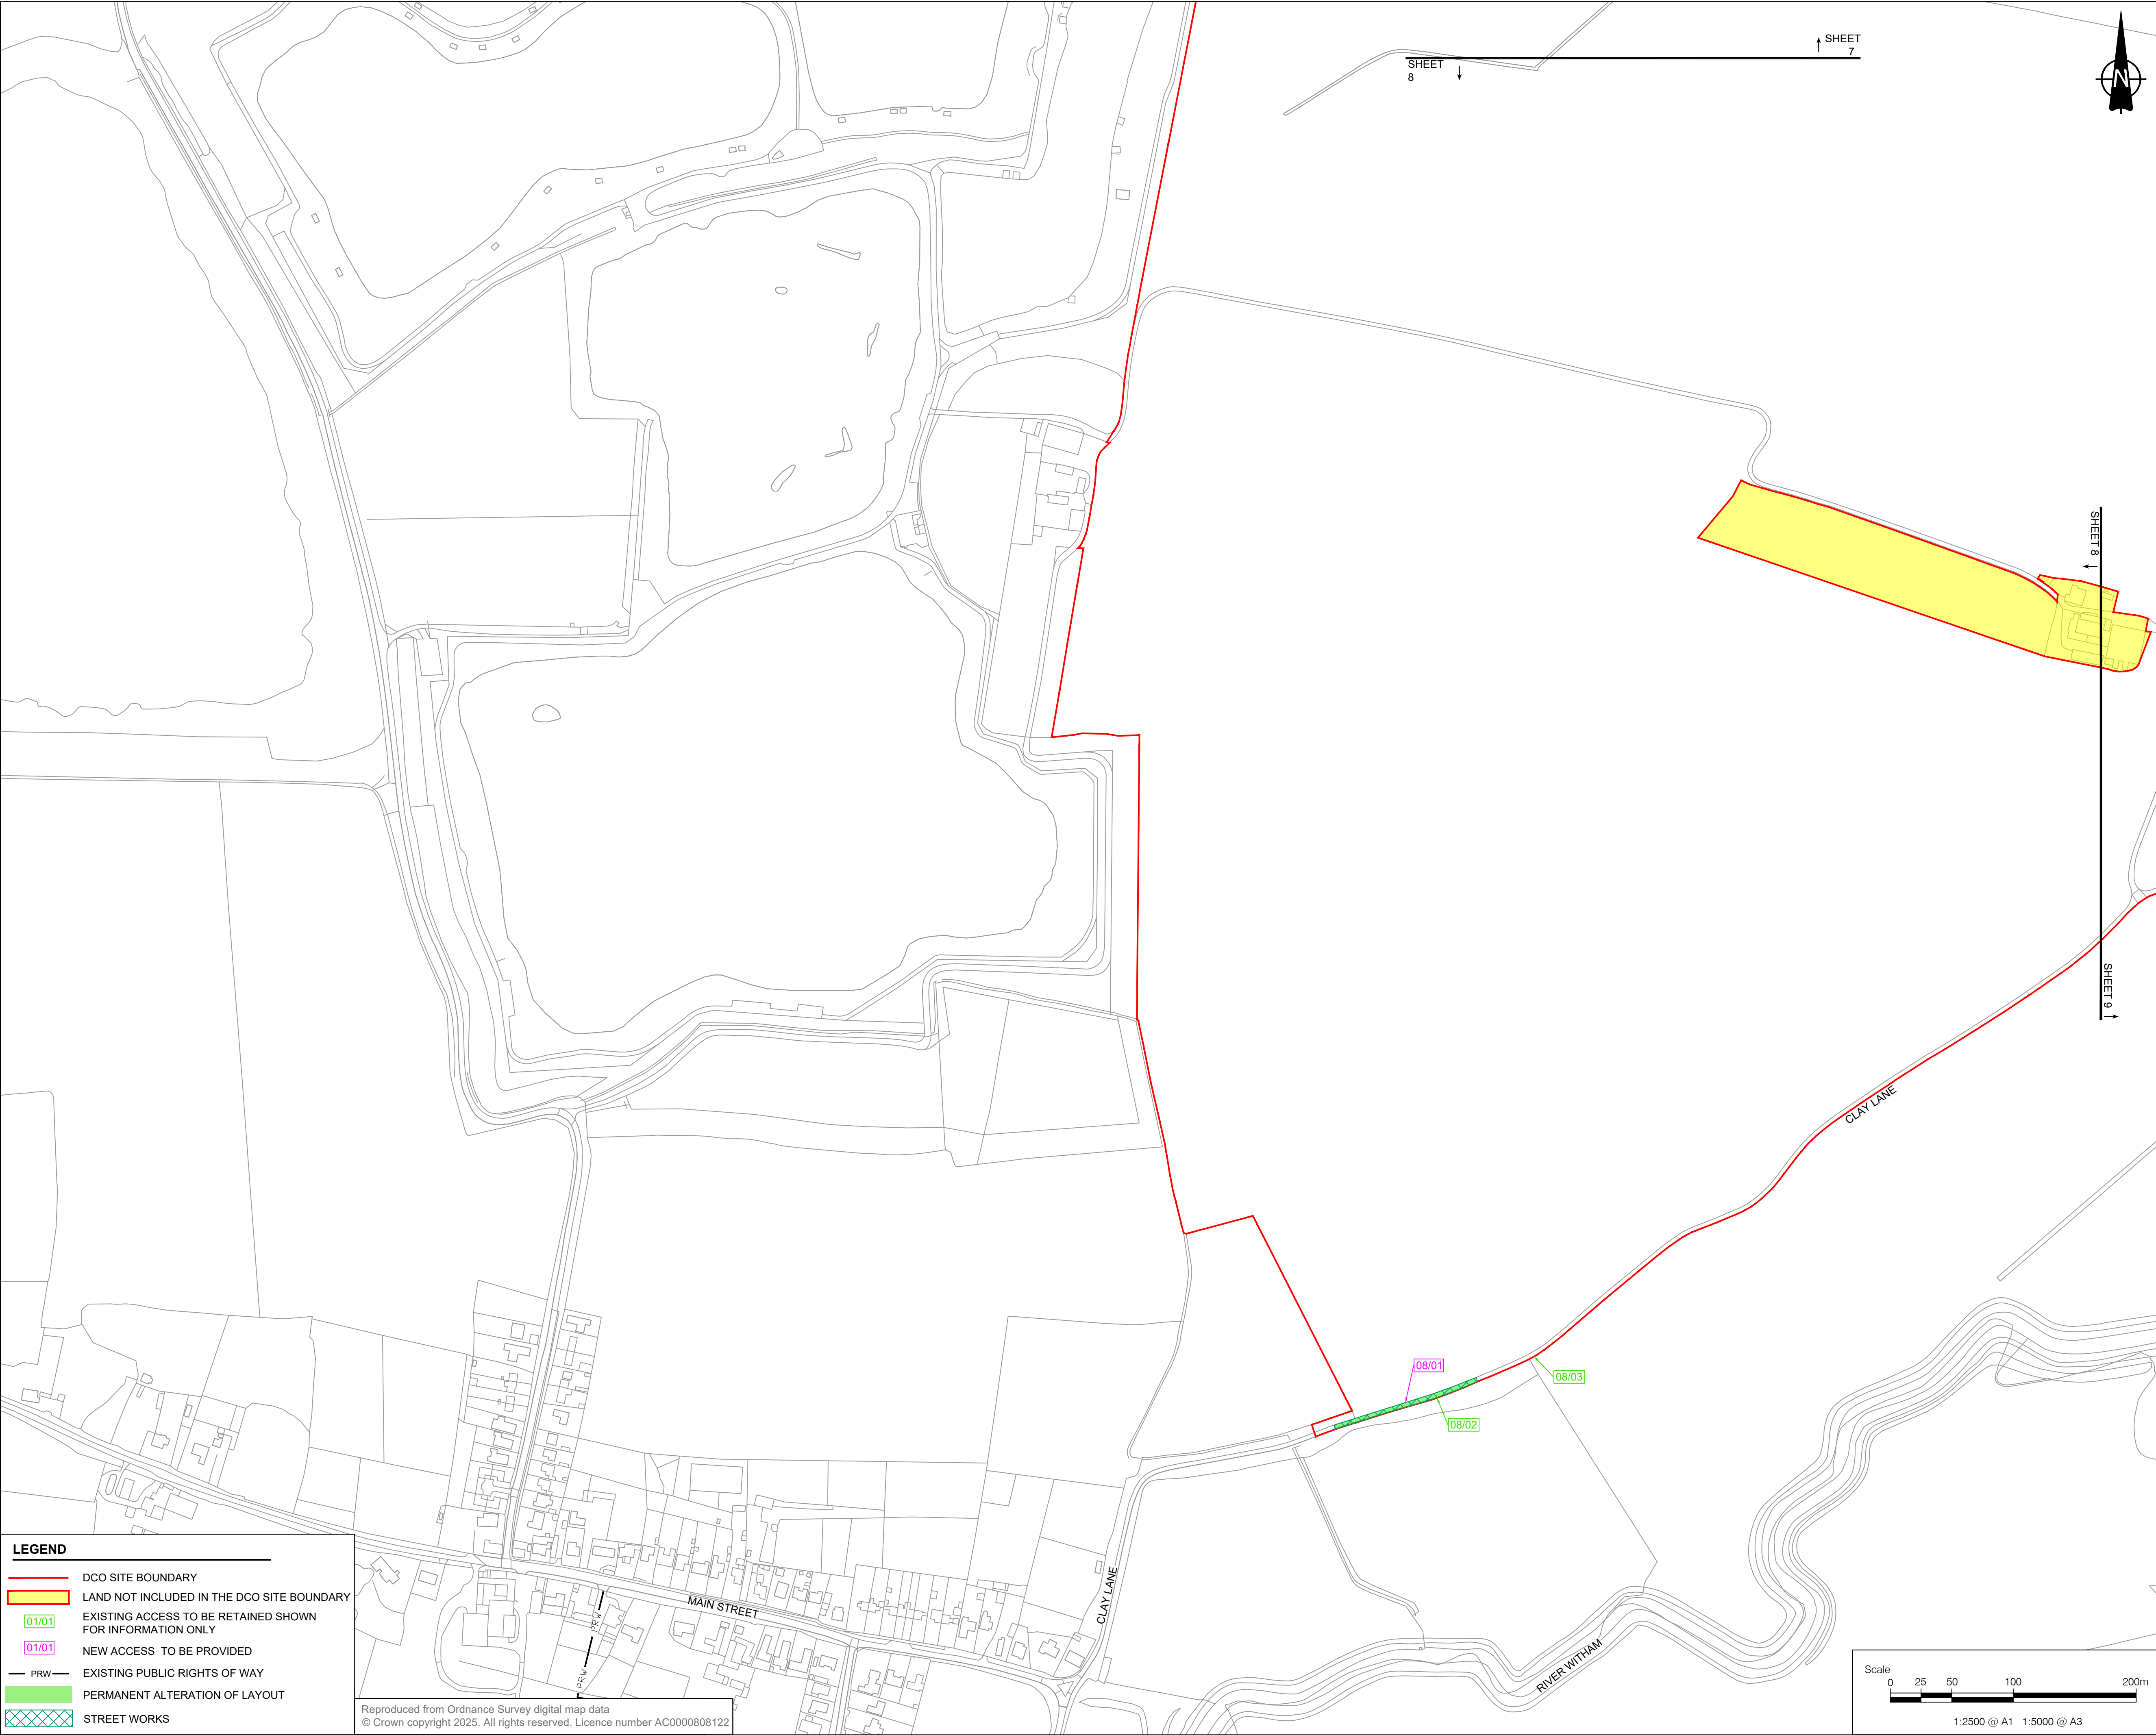 SHEET
7
SHEET
8
N
SHEET 8
SHEET 9
CLAY LANE
08/01
08/03
08/02
CLAY LANE
MAIN STREET
PRW
PRW
RIVER WITHAM
LEGEND
DCO SITE BOUNDARY
LAND NOT INCLUDED IN THE DCO SITE BOUNDARY
01/01 EXISTING ACCESS TO BE RETAINED SHOWN
FOR INFORMATION ONLY
01/01 NEW ACCESS TO BE PROVIDED
PRW EXISTING PUBLIC RIGHTS OF WAY
PERMANENT ALTERATION OF LAYOUT
STREET WORKS
Reproduced from Ordnance Survey digital map data
© Crown copyright 2025. All rights reserved. Licence number AC0000808122
Scale
0 25 50 100 200m
1:2500 @ A1 1:5000 @ A3